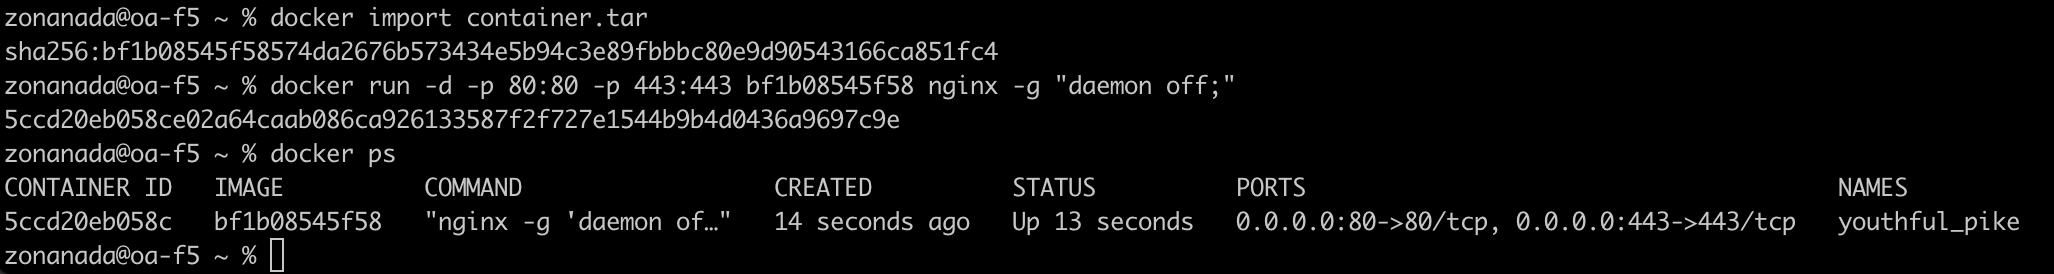 zonanada@oa-f5 ~ % docker import container.tar
sha256:bf1b08545f58574da2676b573434e5b94c3e89fbbbc80e9d90543166ca851fc4
zonanada@oa-f5 ~ % docker run -d -p 80:80 -p 443:443 bf1b08545f58 nginx -g "daemon off;"
5ccd20eb058ce02a64caab086ca926133587f2f727e1544b9b4d0436a9697c9e
zonanada@oa-f5 ~ % docker ps
CONTAINER ID   IMAGE          COMMAND                  CREATED          STATUS          PORTS                                      NAMES
5ccd20eb058c   bf1b08545f58   "nginx -g 'daemon of…"   14 seconds ago   Up 13 seconds   0.0.0.0:80->80/tcp, 0.0.0.0:443->443/tcp   youthful_pike
zonanada@oa-f5 ~ %